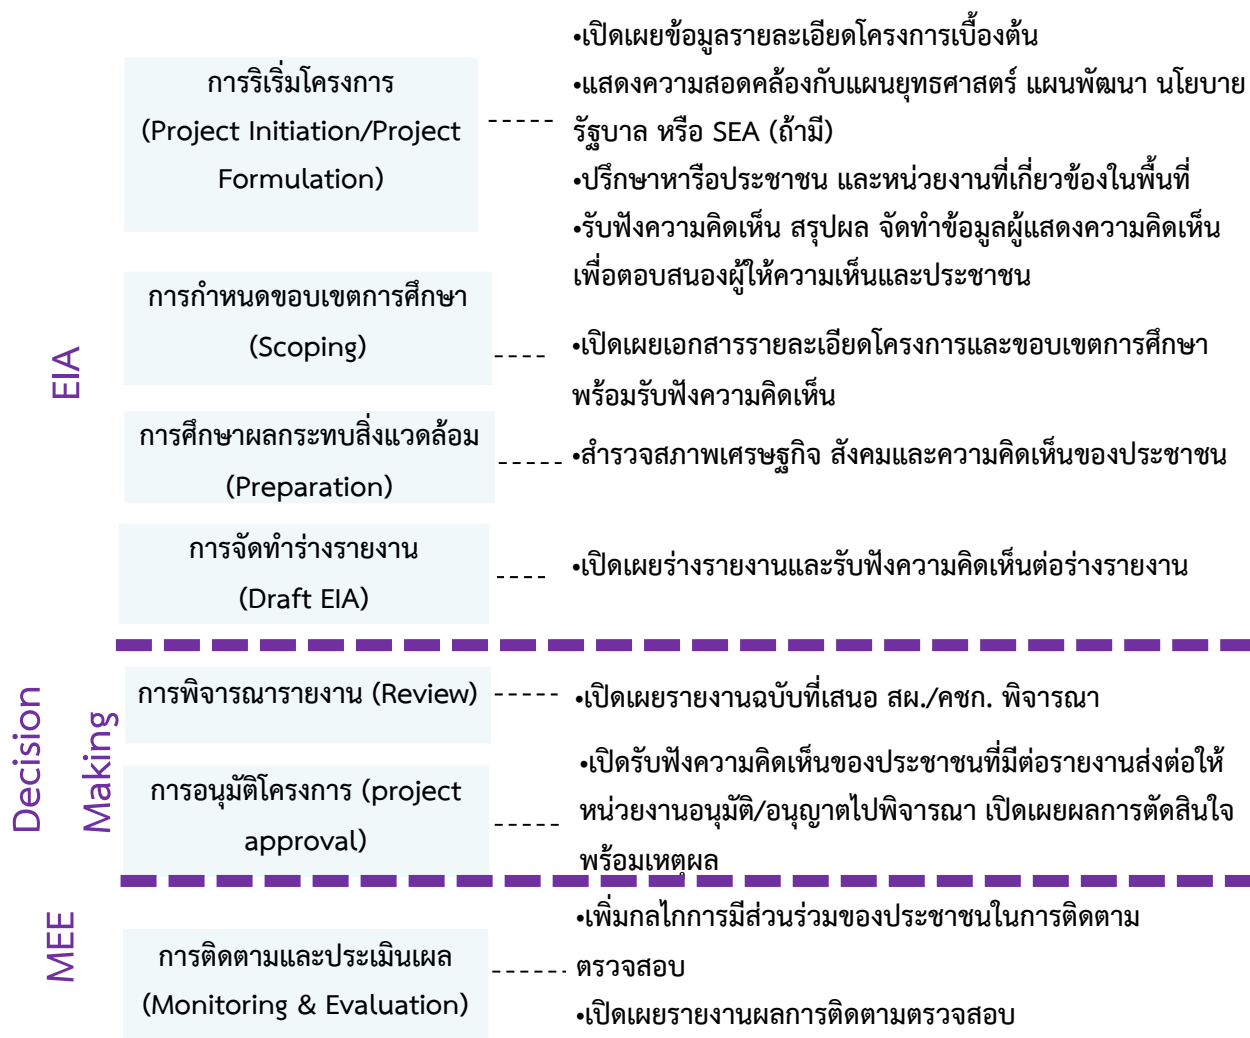 EIA
การริเริ่มโครงการ
(Project Initiation/Project
Formulation)
•เปิดเผยข้อมูลรายละเอียดโครงการเบื้องต้น
•แสดงความสอดคล้องกับแผนยุทธศาสตร์ แผนพัฒนา นโยบาย
รัฐบาล หรือ SEA (ถ้ามี)
•ปรึกษาหารือประชาชน และหน่วยงานที่เกี่ยวข้องในพื้นที่
•รับฟังความคิดเห็น สรุปผล จัดทำข้อมูลผู้แสดงความคิดเห็น
เพื่อตอบสนองผู้ให้ความเห็นและประชาชน
การกำหนดขอบเขตการศึกษา
(Scoping)
•เปิดเผยเอกสารรายละเอียดโครงการและขอบเขตการศึกษา
พร้อมรับฟังความคิดเห็น
การศึกษาผลกระทบสิ่งแวดล้อม
(Preparation)
•สำรวจสภาพเศรษฐกิจ สังคมและความคิดเห็นของประชาชน
การจัดทำร่างรายงาน
(Draft EIA)
•เปิดเผยร่างรายงานและรับฟังความคิดเห็นต่อร่างรายงาน
Decision
Making
การพิจารณารายงาน (Review)
•เปิดเผยรายงานฉบับที่เสนอ สผ./คชก. พิจารณา
การอนุมัติโครงการ (project
approval)
•เปิดรับฟังความคิดเห็นของประชาชนที่มีต่อรายงานส่งต่อให้
หน่วยงานอนุมัติ/อนุญาตไปพิจารณา เปิดเผยผลการตัดสินใจ
พร้อมเหตุผล
MEE
การติดตามและประเมินเผล
(Monitoring & Evaluation)
•เพิ่มกลไกการมีส่วนร่วมของประชาชนในการติดตาม
ตรวจสอบ
•เปิดเผยรายงานผลการติดตามตรวจสอบ